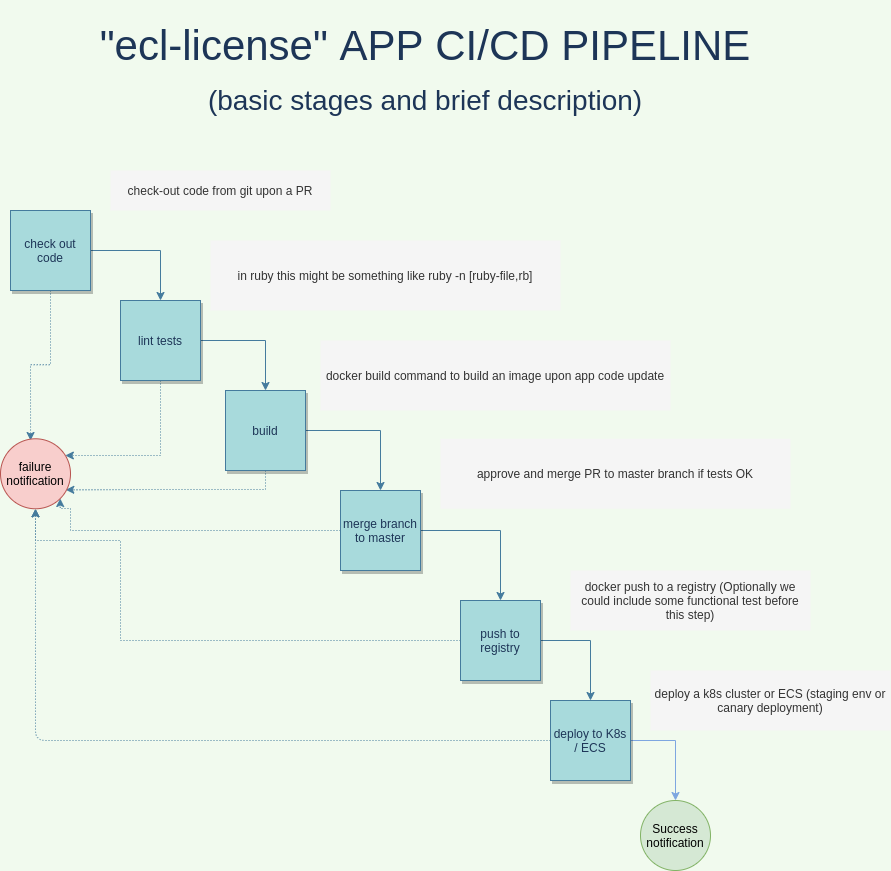 "ecl-license" APP CI/CD PIPELINE
(basic stages and brief description)
check-out code from git upon a PR
check out
code
in ruby this might be something like ruby -n [ruby-file,rb]
lint tests
docker build command to build an image upon app code update
build
approve and merge PR to master branch if tests OK
failure
notification
merge branch
to master
docker push to a registry (Optionally we
could include some functional test before
this step)
push to
registry
deploy a k8s cluster or ECS (staging env or
canary deployment)
deploy to K8s
/ ECS
Success
notification